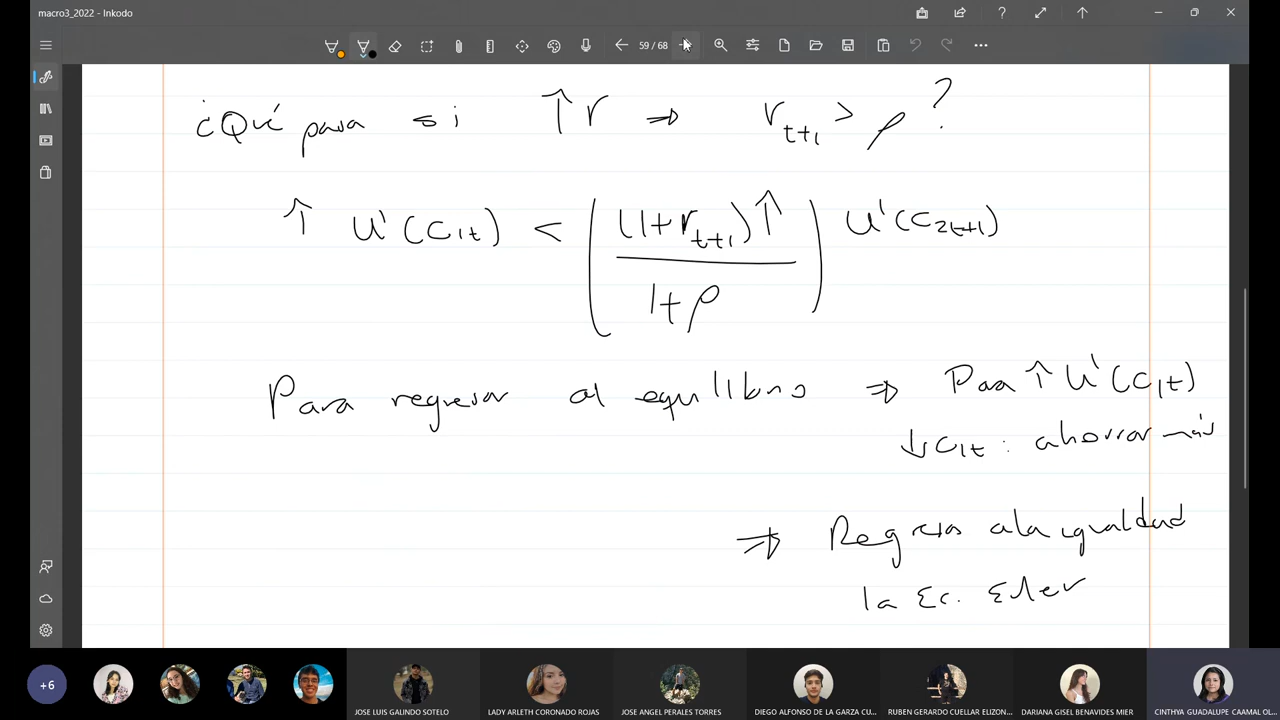 macro3_2022 - Inkodo
59 / 68
¿Qué para si ↑r ⇒ r_{t+1} > ρ ?
↑ U'(C_{1t}) < ( (1+r_{t+1})↑ / 1+ρ ) U'(C_{2t+1})
Para regresar al equilibrio ⇒ Para ↑ U'(C_{1t})
↓C_{1t} : ahorrar más
⇒ Regresa a la igualdad
la Ec. Euler
+6
JOSE LUIS GALINDO SOTELO
LADY ARLETH CORONADO ROJAS
JOSE ANGEL PERALES TORRES
DIEGO ALFONSO DE LA GARZA CU...
RUBEN GERARDO CUELLAR ELIZON...
DARIANA GISEL BENAVIDES MIER
CINTHYA GUADALUPE CAAMAL OL...